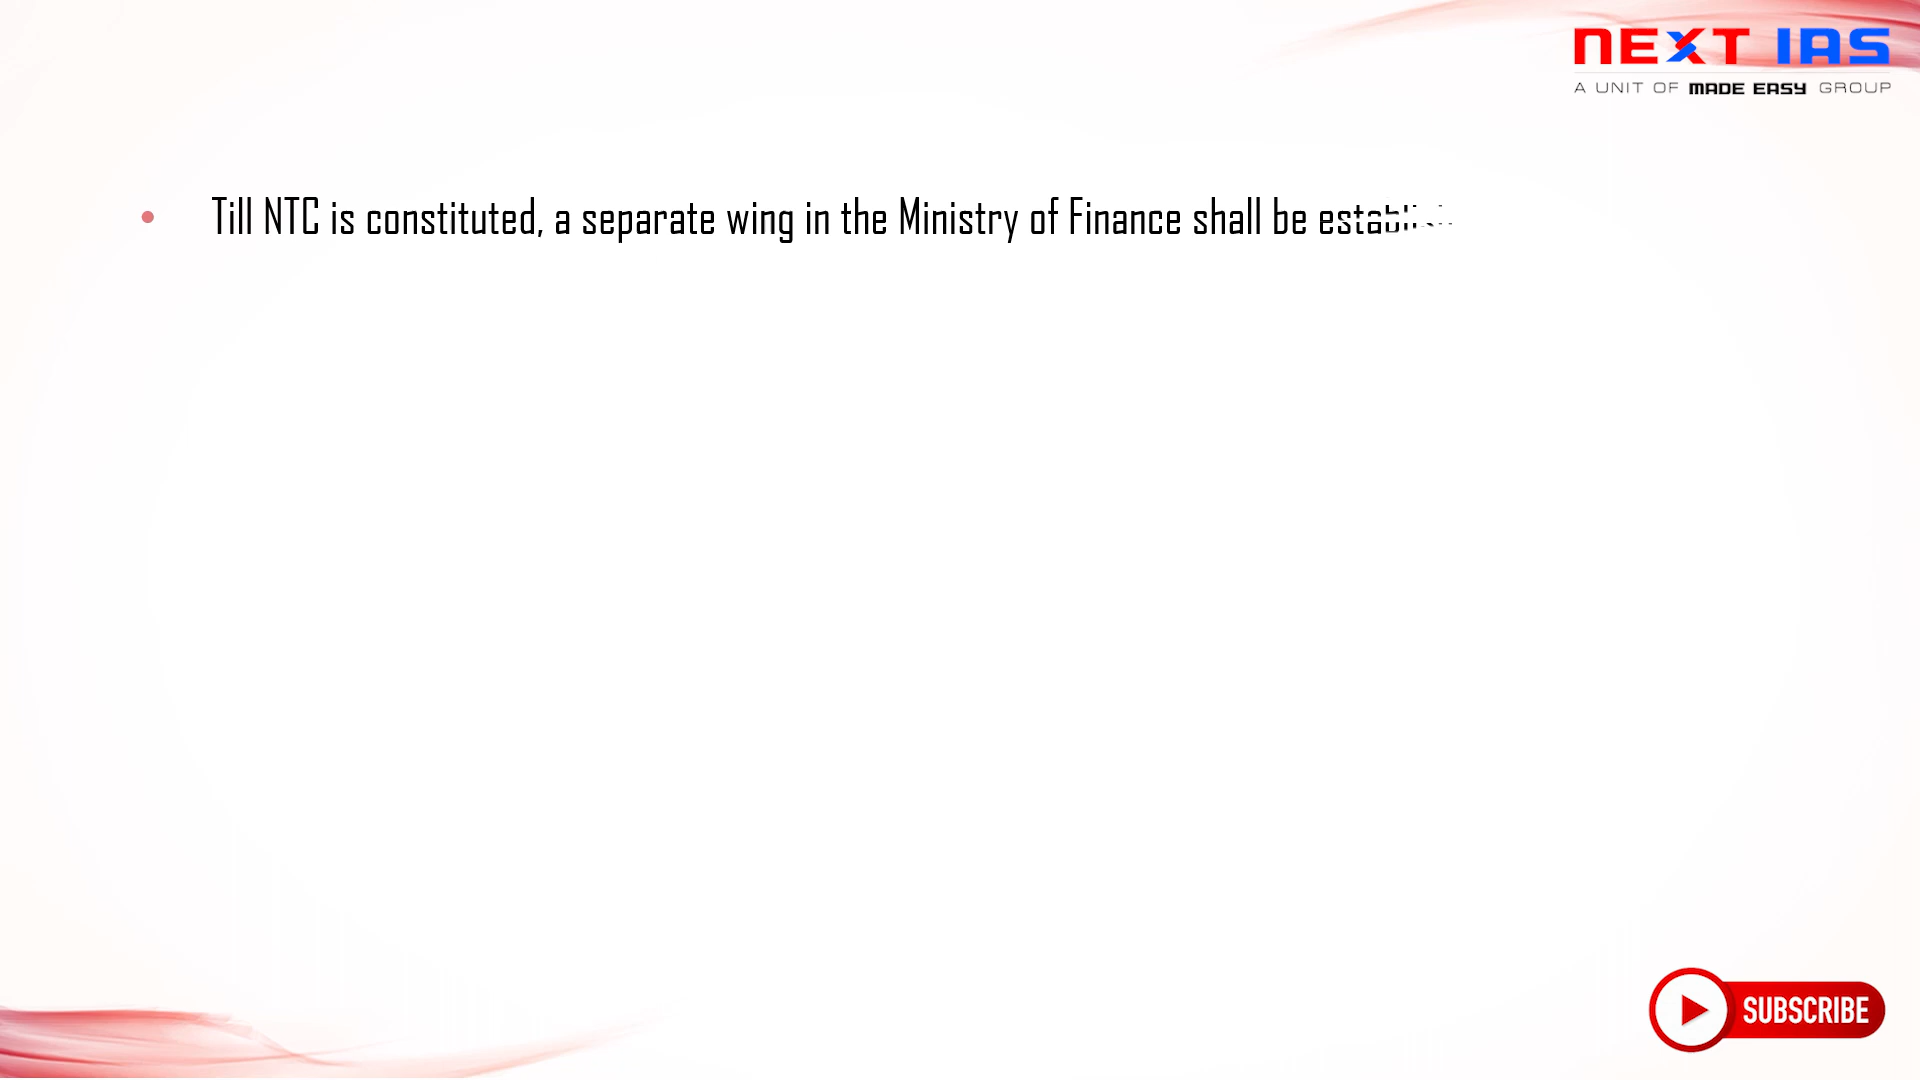 NEXT IAS
A UNIT OF MADE EASY GROUP
• Till NTC is constituted, a separate wing in the Ministry of Finance shall be
SUBSCRIBE